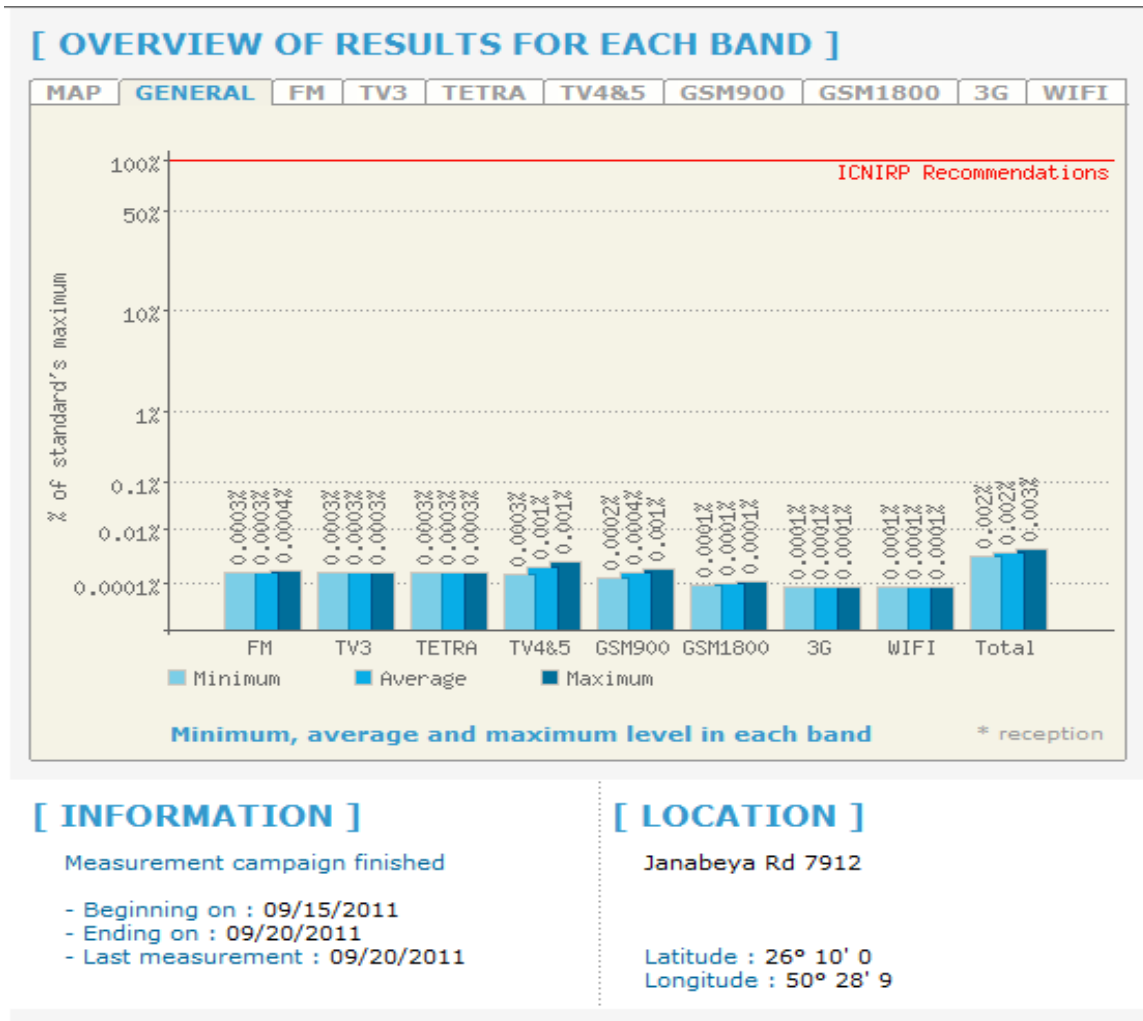 [ OVERVIEW OF RESULTS FOR EACH BAND ]
MAP GENERAL FM TV3 TETRA TV4&5 GSM900 GSM1800 3G WIFI
% of standard's maximum
100%
ICNIRP Recommendations
50%
10%
1%
0.1%
0.01%
0.0001%
0.0003% 0.0003% 0.0004%
0.0003% 0.0003% 0.0003%
0.0003% 0.0003% 0.0003%
0.0003% 0.001% 0.001%
0.0002% 0.0004% 0.001%
0.0001% 0.0001% 0.0001%
0.0001% 0.0001% 0.0001%
0.0001% 0.0001% 0.0001%
0.002% 0.002% 0.003%
FM TV3 TETRA TV4&5 GSM900 GSM1800 3G WIFI Total
Minimum Average Maximum
Minimum, average and maximum level in each band
* reception
[ INFORMATION ]
Measurement campaign finished
- Beginning on : 09/15/2011
- Ending on : 09/20/2011
- Last measurement : 09/20/2011
[ LOCATION ]
Janabeya Rd 7912
Latitude : 26° 10' 0
Longitude : 50° 28' 9